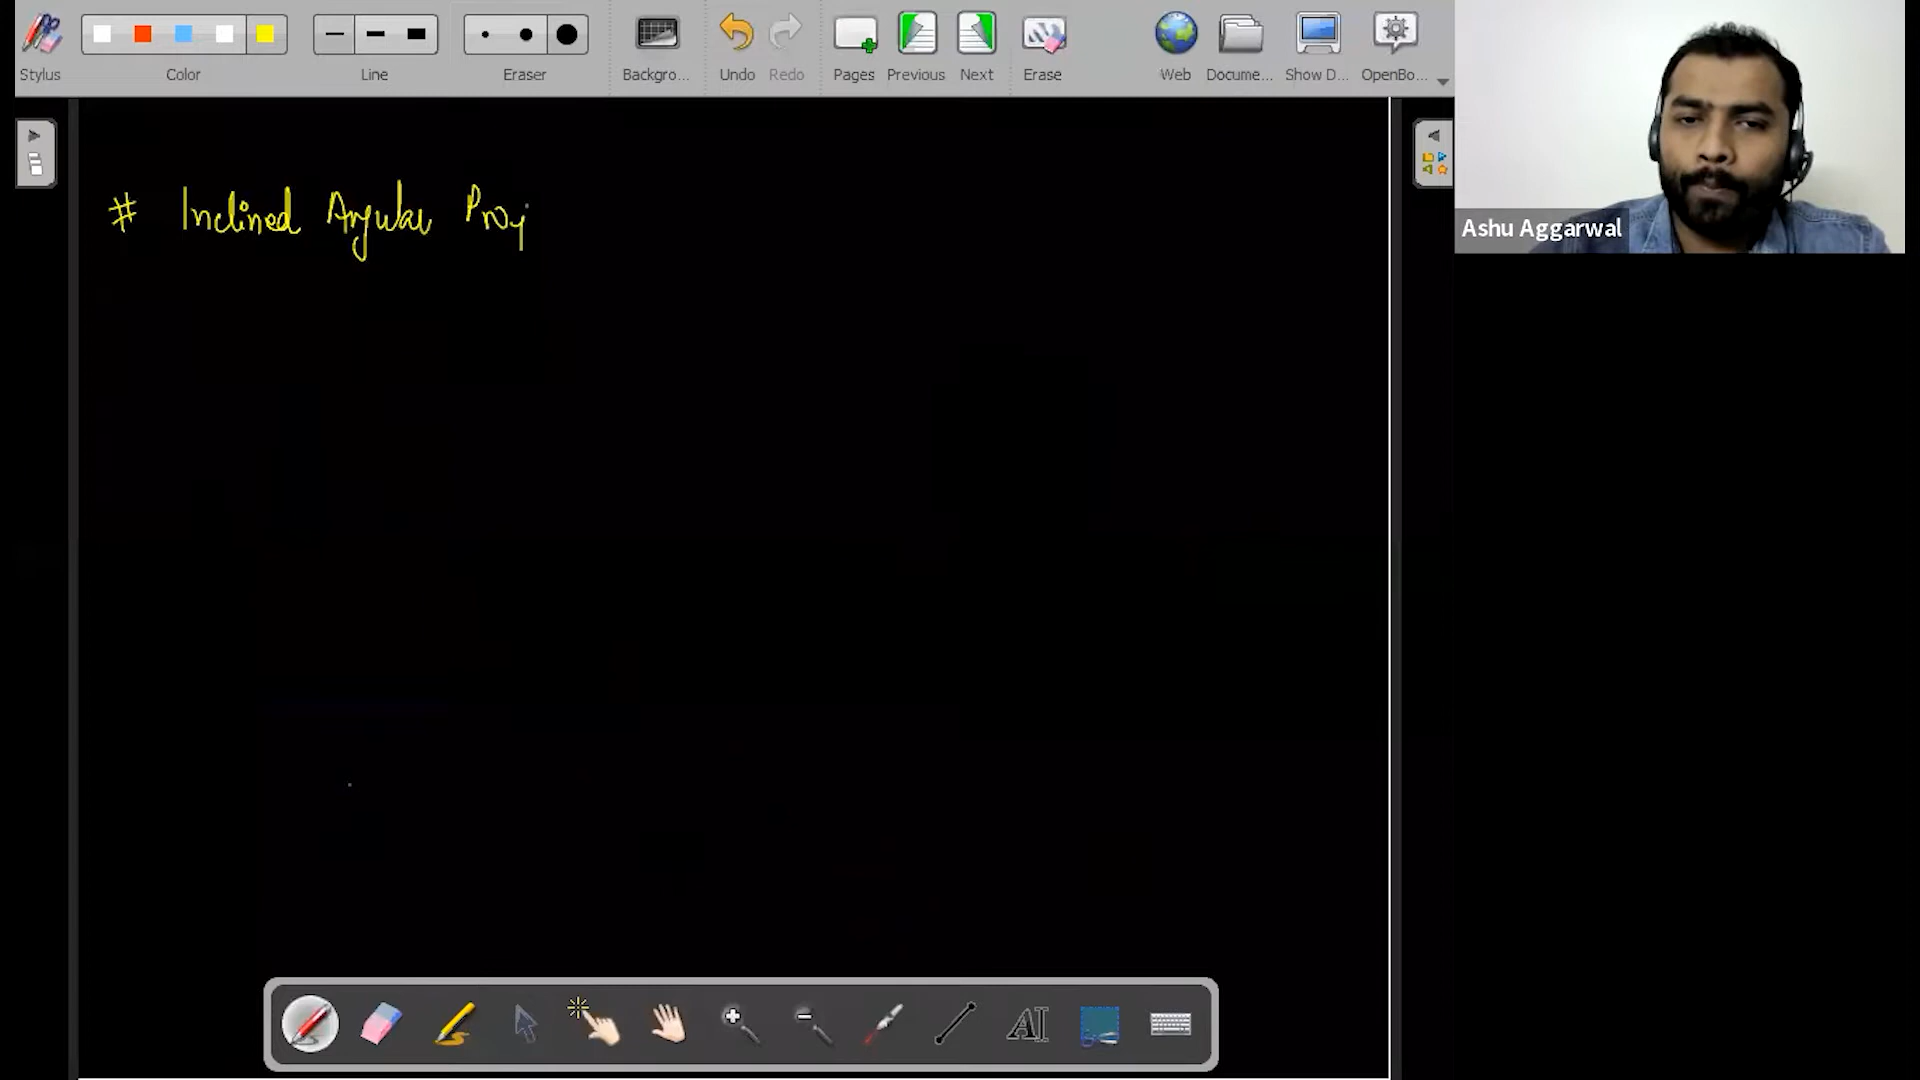 Stylus Color Line Eraser Backgro... Undo Redo Pages Previous Next Erase Web Docume... Show D... OpenBo...
Ashu Aggarwal
# Inclined Angular Proj
AI